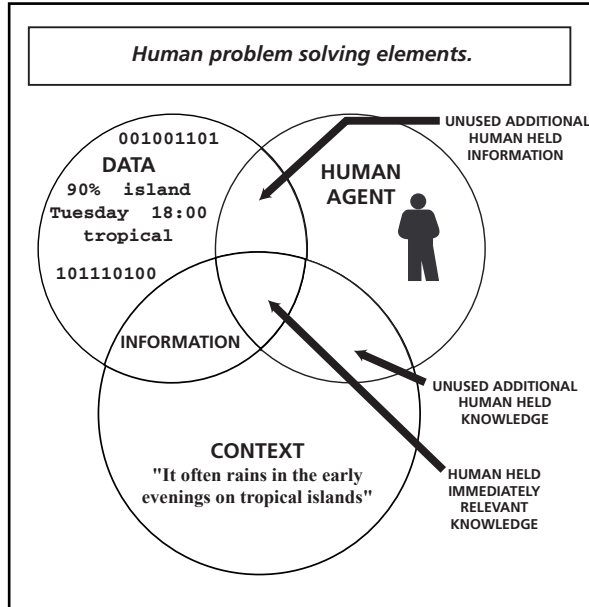 Human problem solving elements.
001001101
DATA
90% island
Tuesday 18:00
tropical
101110100
HUMAN
AGENT
UNUSED ADDITIONAL
HUMAN HELD
INFORMATION
INFORMATION
UNUSED ADDITIONAL
HUMAN HELD
KNOWLEDGE
CONTEXT
"It often rains in the early
evenings on tropical islands"
HUMAN HELD
IMMEDIATELY
RELEVANT
KNOWLEDGE